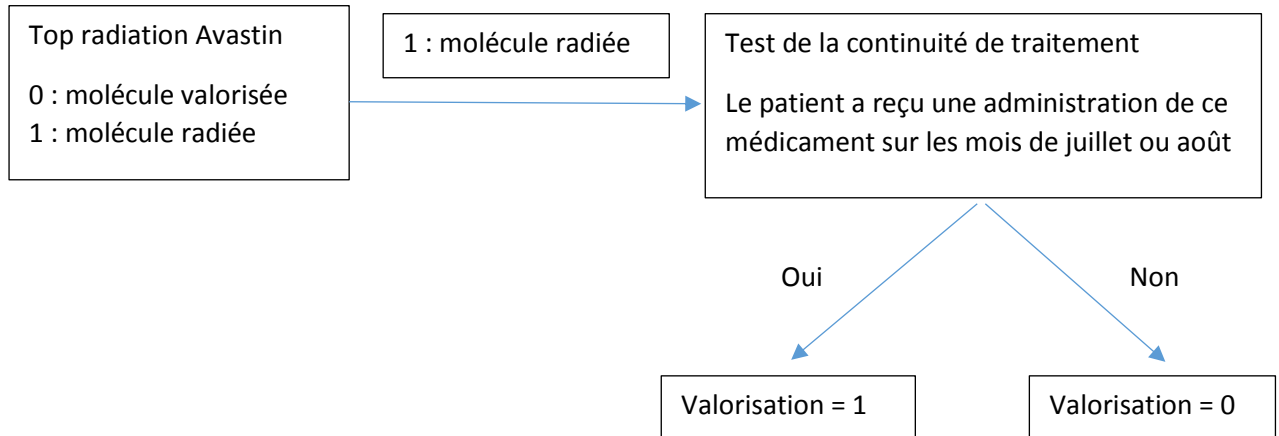 Top radiation Avastin
0 : molécule valorisée
1 : molécule radiée
1 : molécule radiée
Test de la continuité de traitement
Le patient a reçu une administration de ce
médicament sur les mois de juillet ou août
Oui
Non
Valorisation = 1
Valorisation = 0